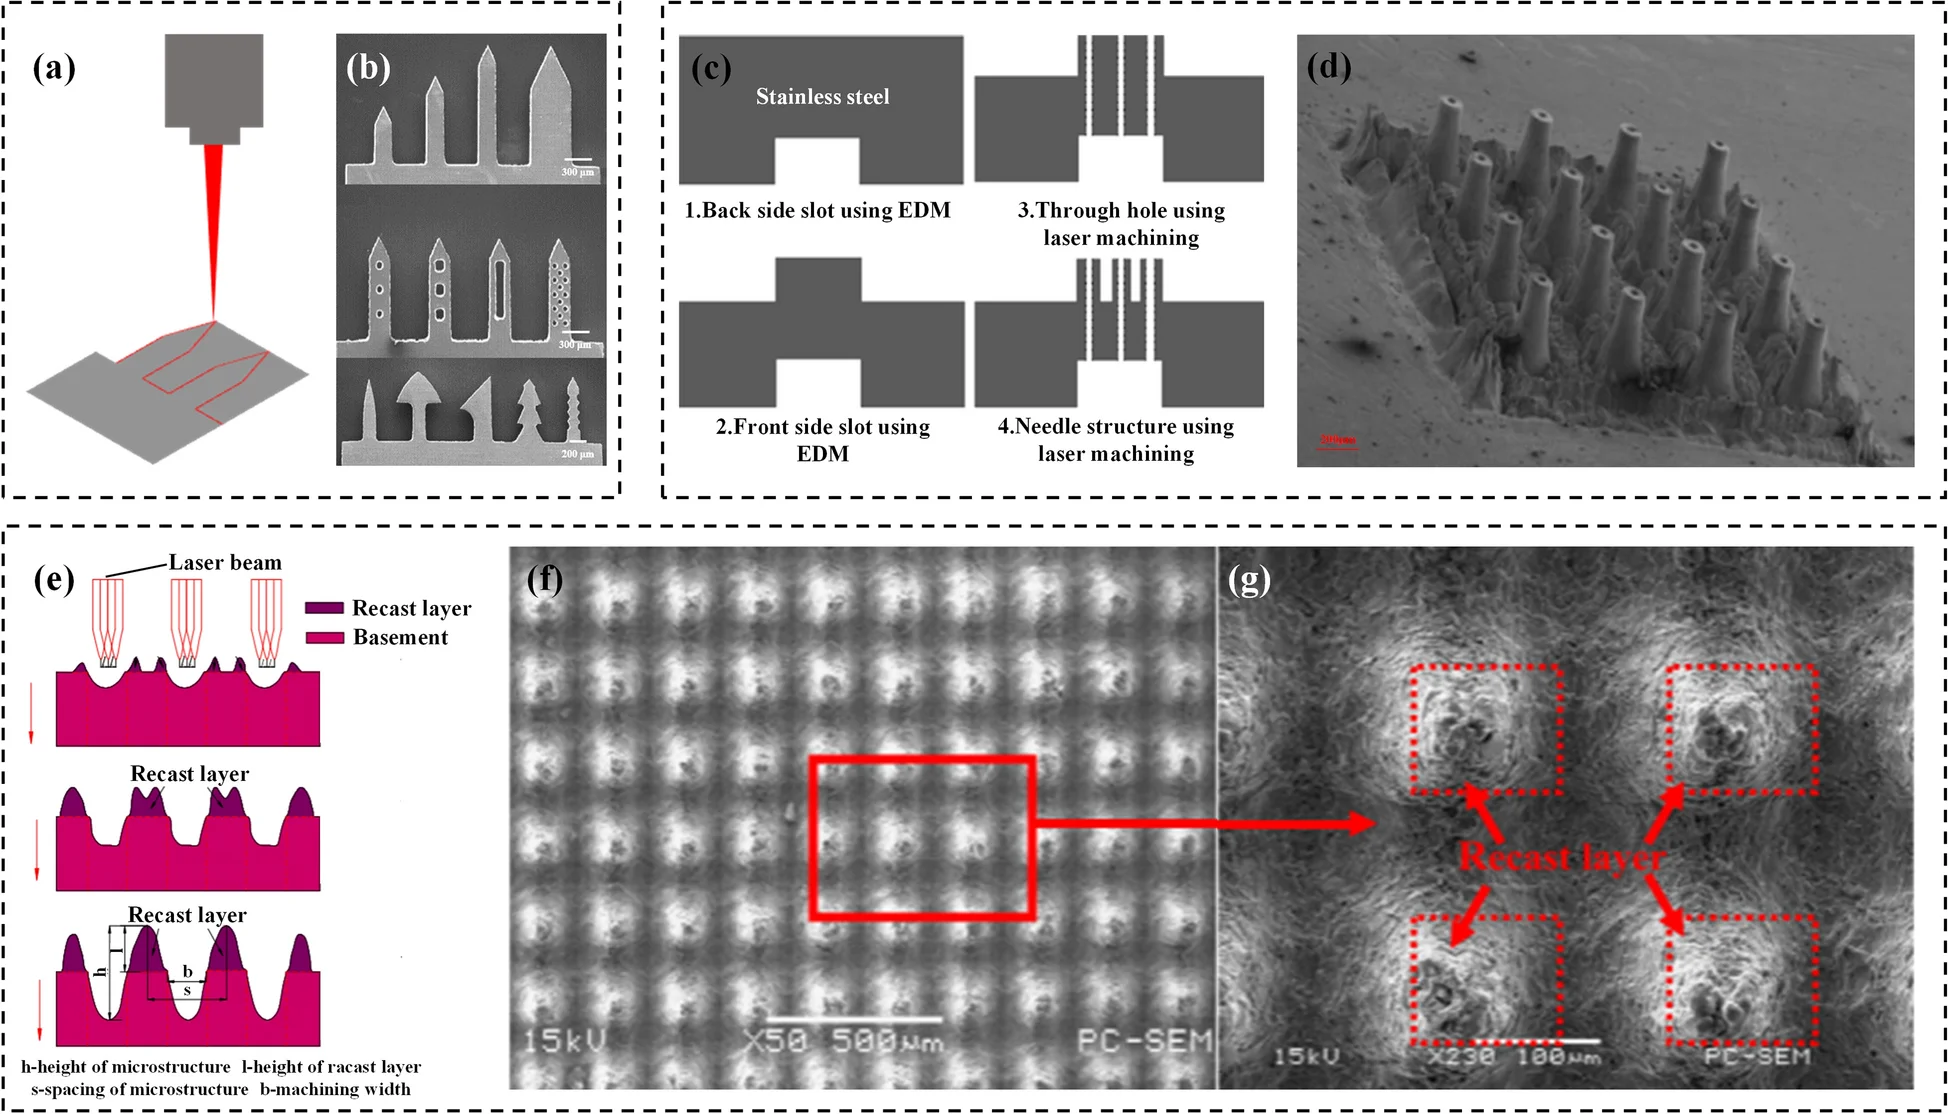 (a)
(b)
300 μm
300 μm
200 μm
(c)
Stainless steel
1.Back side slot using EDM
3.Through hole using
laser machining
2.Front side slot using
EDM
4.Needle structure using
laser machining
(d)
(e)
Laser beam
Recast layer
Basement
Recast layer
Recast layer
h
l
b
s
h-height of microstructure l-height of racast layer
s-spacing of microstructure b-machining width
(f)
15kV X50 500μm PC-SEM
(g)
Recast layer
15kV X230 100μm PC-SEM